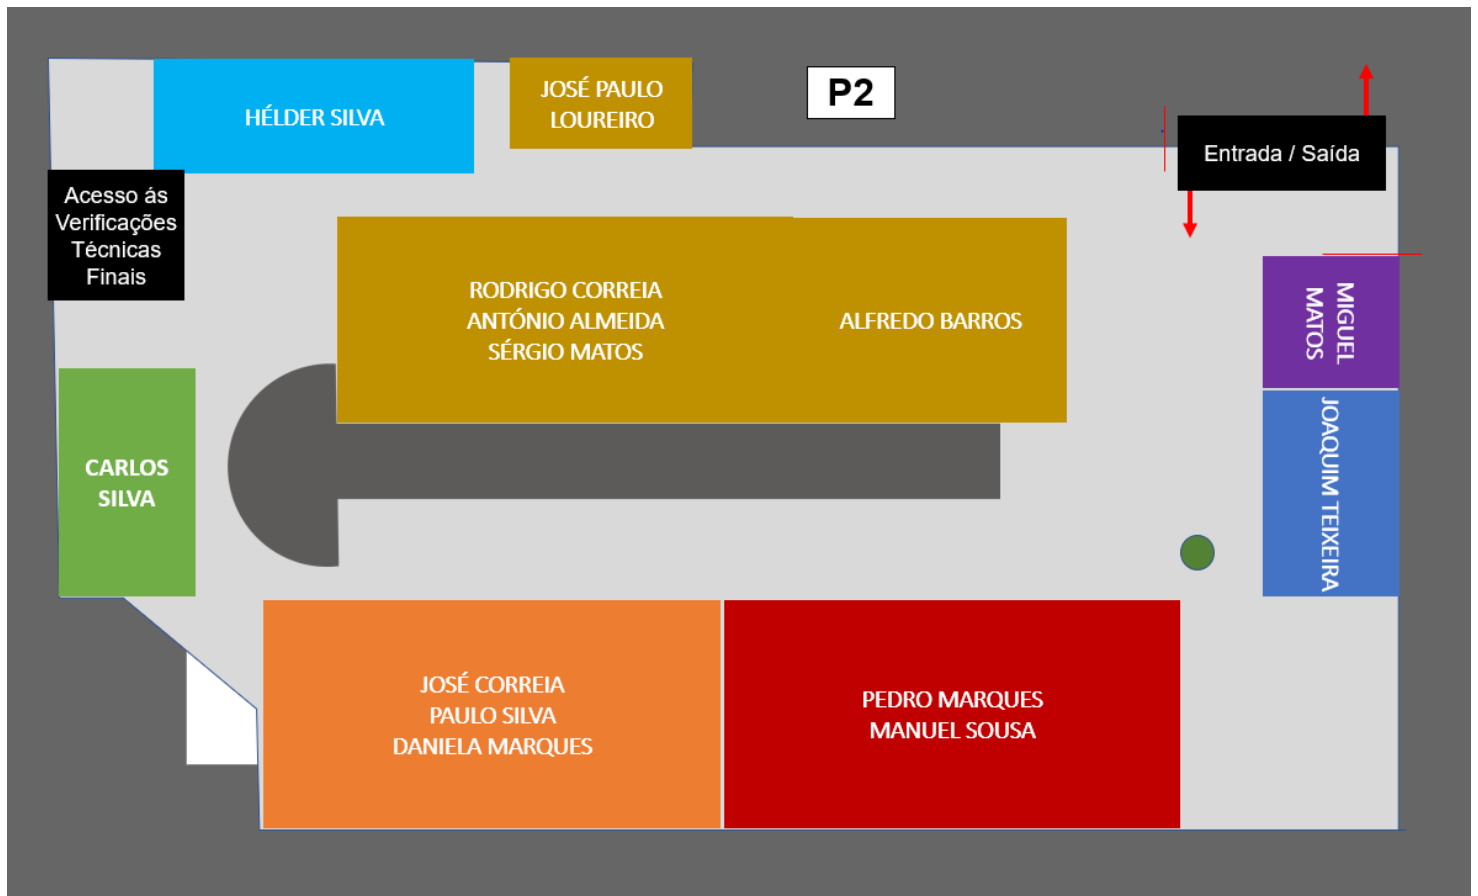 HÉLDER SILVA
JOSÉ PAULO
LOUREIRO
P2
Entrada / Saída
Acesso ás
Verificações
Técnicas
Finais
RODRIGO CORREIA
ANTÓNIO ALMEIDA
SÉRGIO MATOS
ALFREDO BARROS
MIGUEL
MATOS
JOAQUIM TEIXEIRA
CARLOS
SILVA
JOSÉ CORREIA
PAULO SILVA
DANIELA MARQUES
PEDRO MARQUES
MANUEL SOUSA